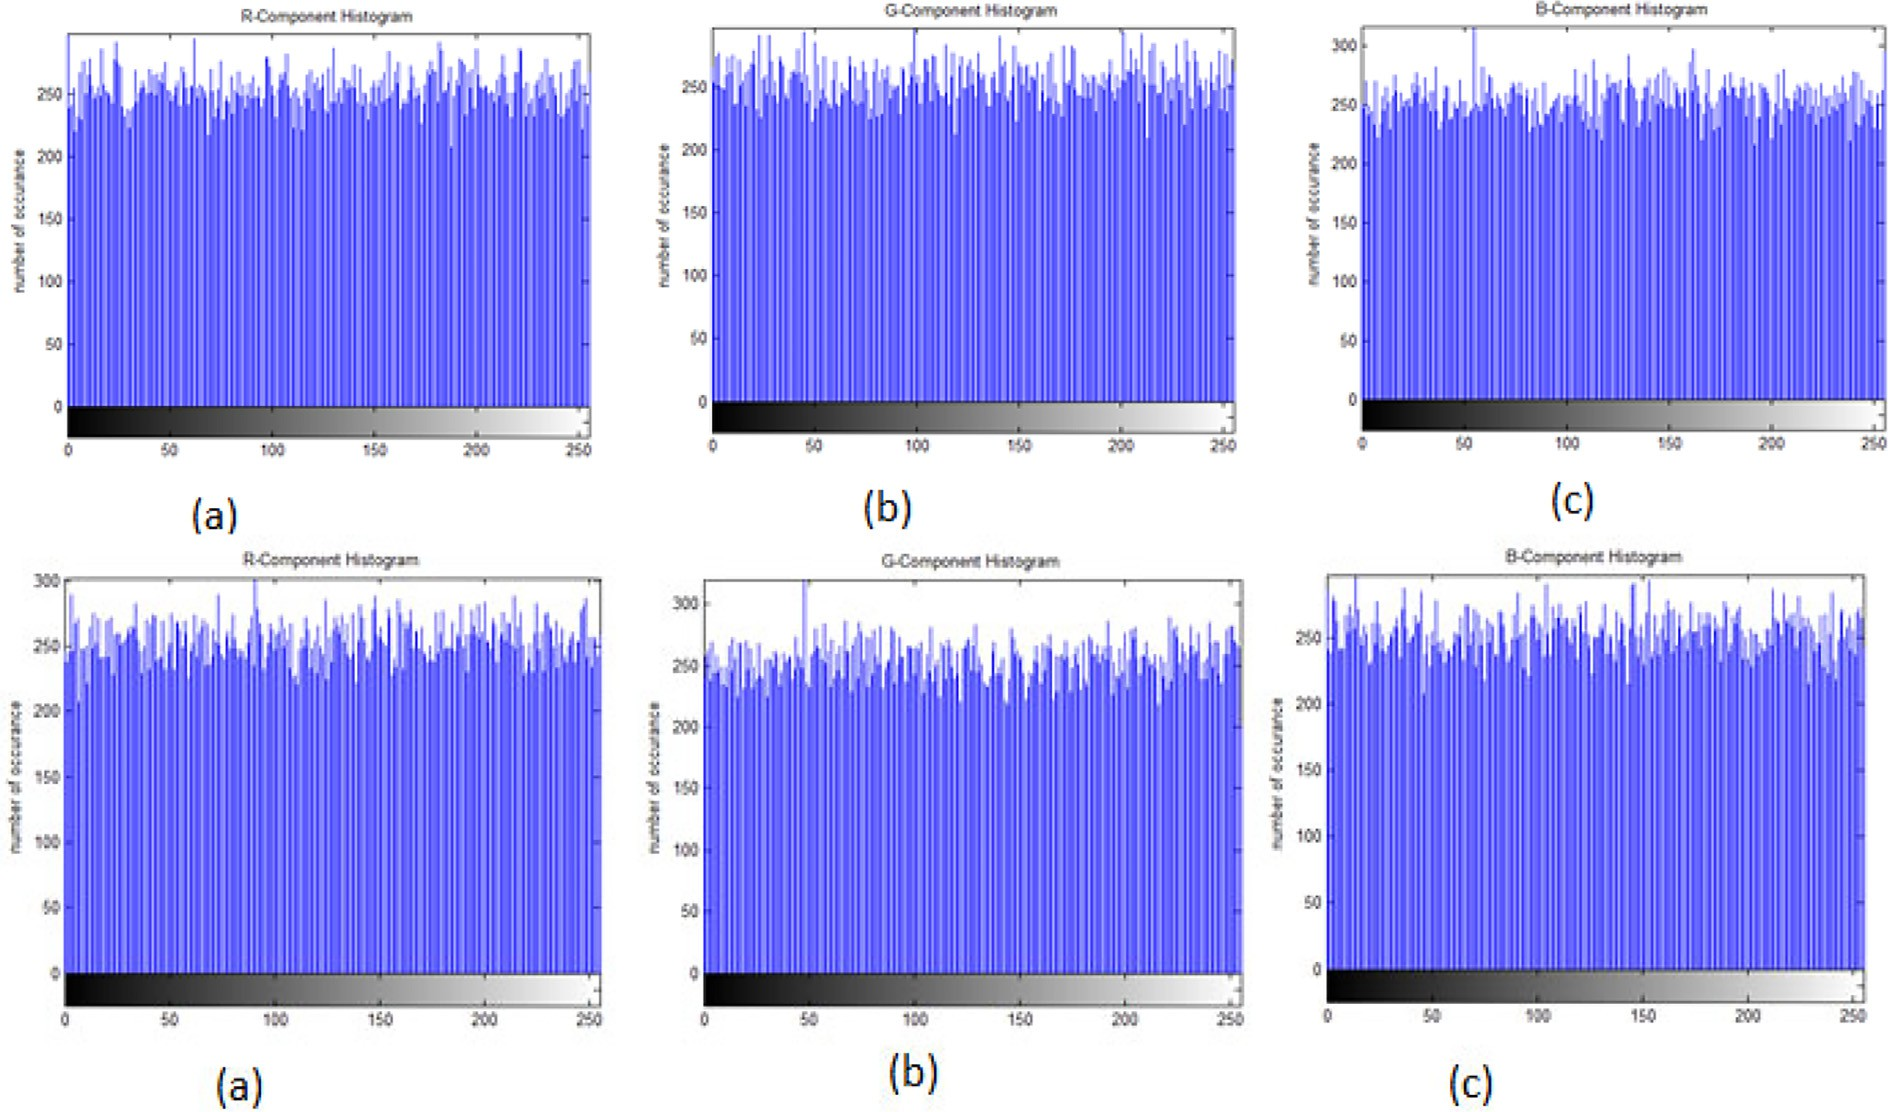 R-Component Histogram
G-Component Histogram
B-Component Histogram
number of occurance
250
200
150
100
50
0
0 50 100 150 200 250
number of occurance
250
200
150
100
50
0
0 50 100 150 200 250
number of occurance
300
250
200
150
100
50
0
0 50 100 150 200 250
(a)
(b)
(c)
R-Component Histogram
G-Component Histogram
B-Component Histogram
number of occurance
300
250
200
150
100
50
0
0 50 100 150 200 250
number of occurance
300
250
200
150
100
50
0
0 50 100 150 200 250
number of occurance
250
200
150
100
50
0
0 50 100 150 200 250
(a)
(b)
(c)